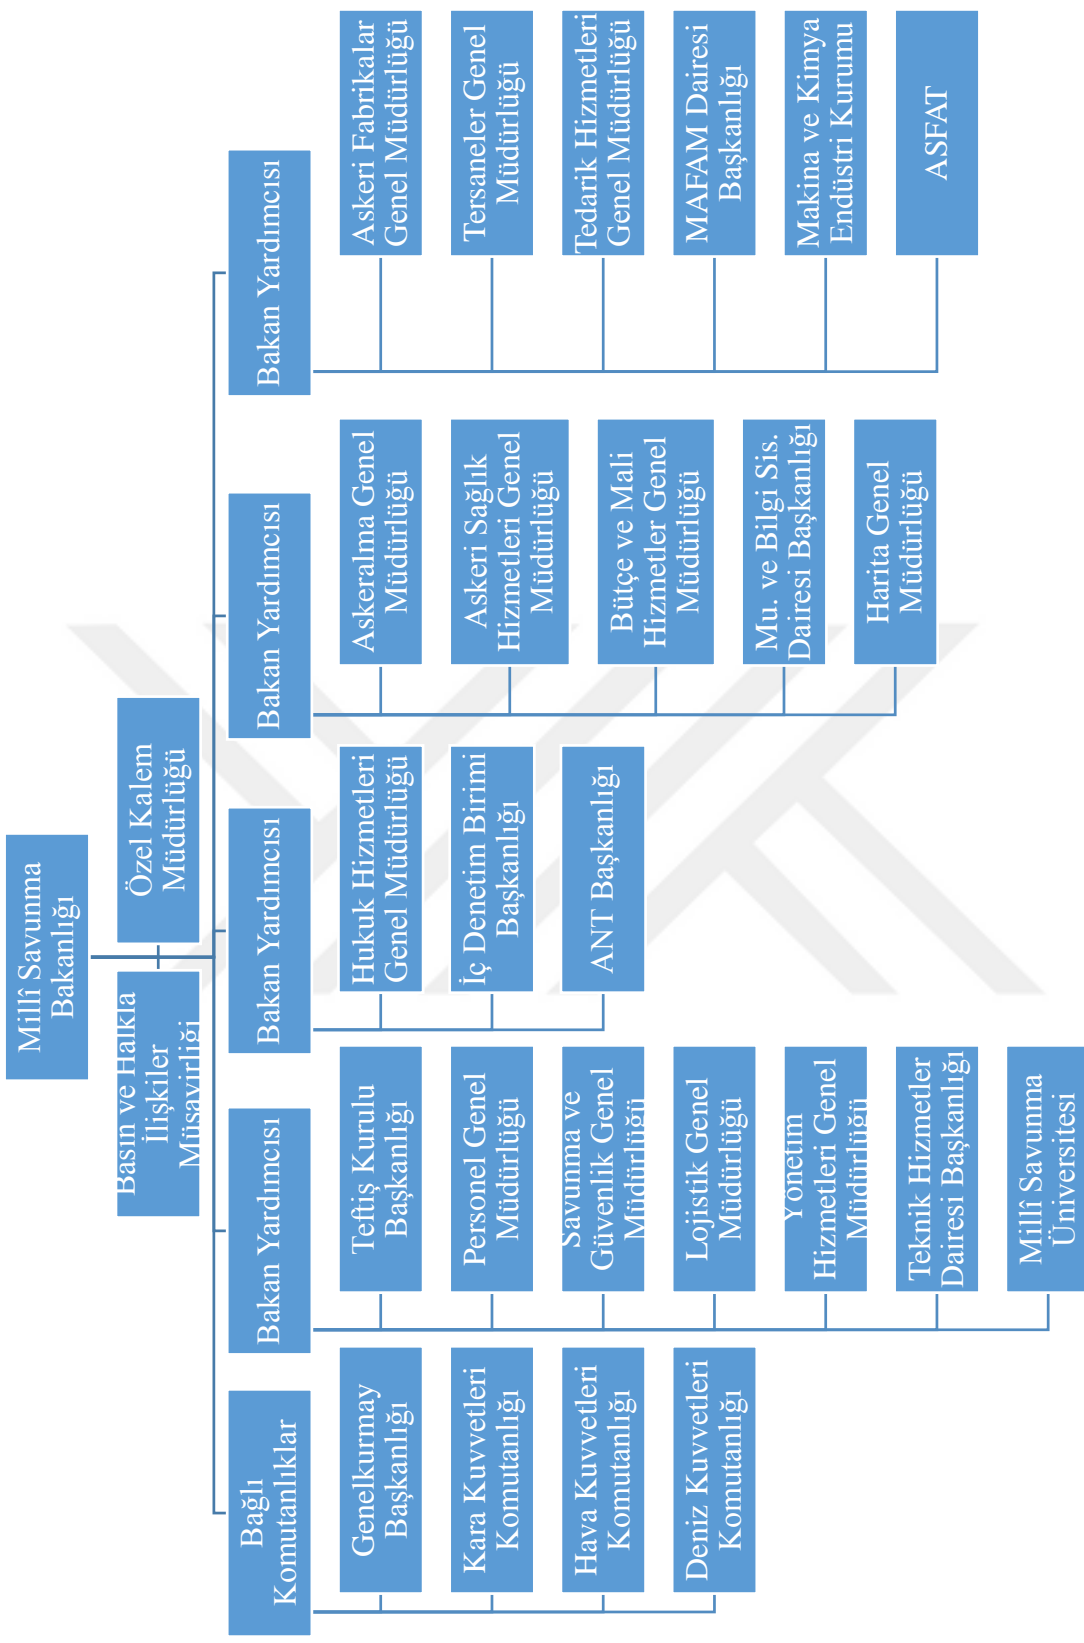 Millî Savunma
Bakanlığı
Basın ve Halkla
İlişkiler
Müşavirliği
Özel Kalem
Müdürlüğü
Bağlı
Komutanlıklar
Genelkurmay
Başkanlığı
Kara Kuvvetleri
Komutanlığı
Hava Kuvvetleri
Komutanlığı
Deniz Kuvvetleri
Komutanlığı
Bakan Yardımcısı
Teftiş Kurulu
Başkanlığı
Personel Genel
Müdürlüğü
Savunma ve
Güvenlik Genel
Müdürlüğü
Lojistik Genel
Müdürlüğü
Yönetim
Hizmetleri Genel
Müdürlüğü
Teknik Hizmetler
Dairesi Başkanlığı
Millî Savunma
Üniversitesi
Bakan Yardımcısı
Hukuk Hizmetleri
Genel Müdürlüğü
İç Denetim Birimi
Başkanlığı
ANT Başkanlığı
Bakan Yardımcısı
Askeralma Genel
Müdürlüğü
Askeri Sağlık
Hizmetleri Genel
Müdürlüğü
Bütçe ve Mali
Hizmetler Genel
Müdürlüğü
Mu. ve Bilgi Sis.
Dairesi Başkanlığı
Harita Genel
Müdürlüğü
Bakan Yardımcısı
Askeri Fabrikalar
Genel Müdürlüğü
Tersaneler Genel
Müdürlüğü
Tedarik Hizmetleri
Genel Müdürlüğü
MAFAM Dairesi
Başkanlığı
Makina ve Kimya
Endüstri Kurumu
ASFAT